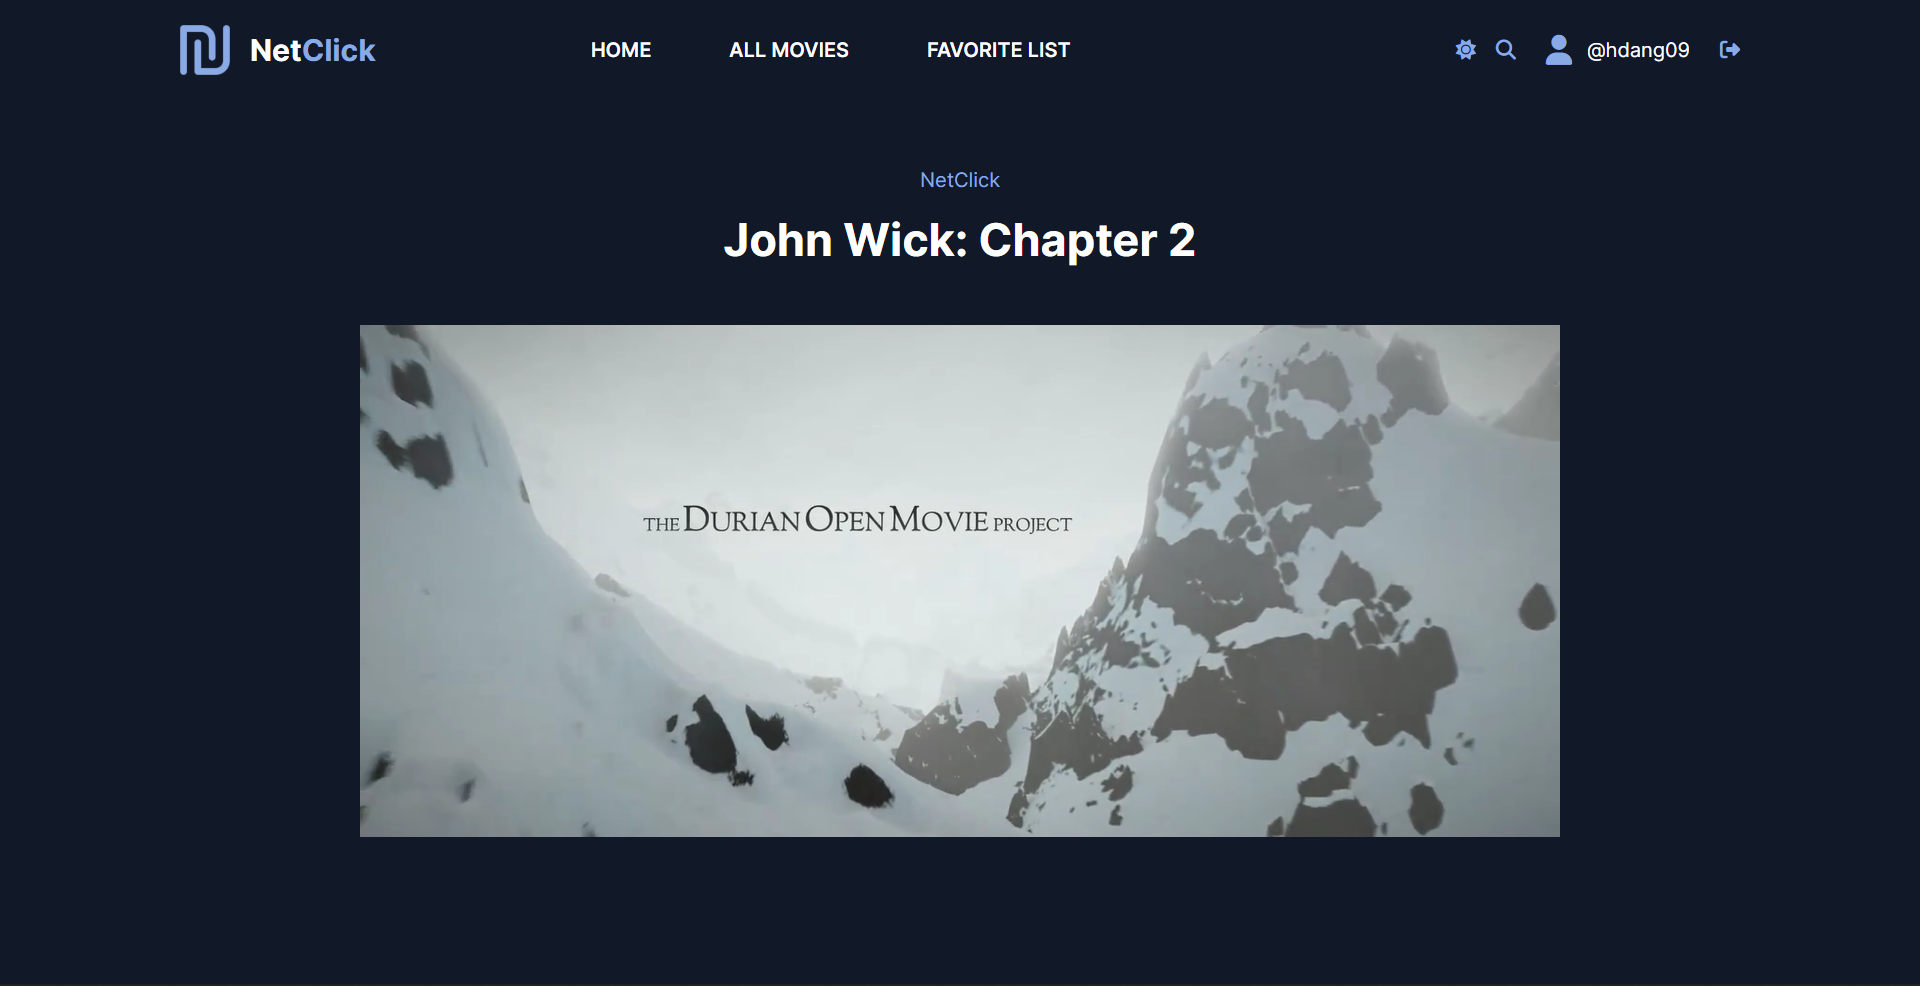 NetClick
HOME
ALL MOVIES
FAVORITE LIST
@hdang09
NetClick
John Wick: Chapter 2
THE DURIAN OPEN MOVIE PROJECT